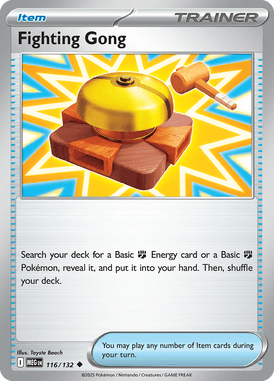 Item
TRAINER
Fighting Gong
Search your deck for a Basic Energy card or a Basic
Pokémon, reveal it, and put it into your hand. Then, shuffle
your deck.
You may play any number of Item cards during
your turn.
Illus. Toyste Beach
I MEG EN 116/132
©2025 Pokémon / Nintendo / Creatures / GAME FREAK